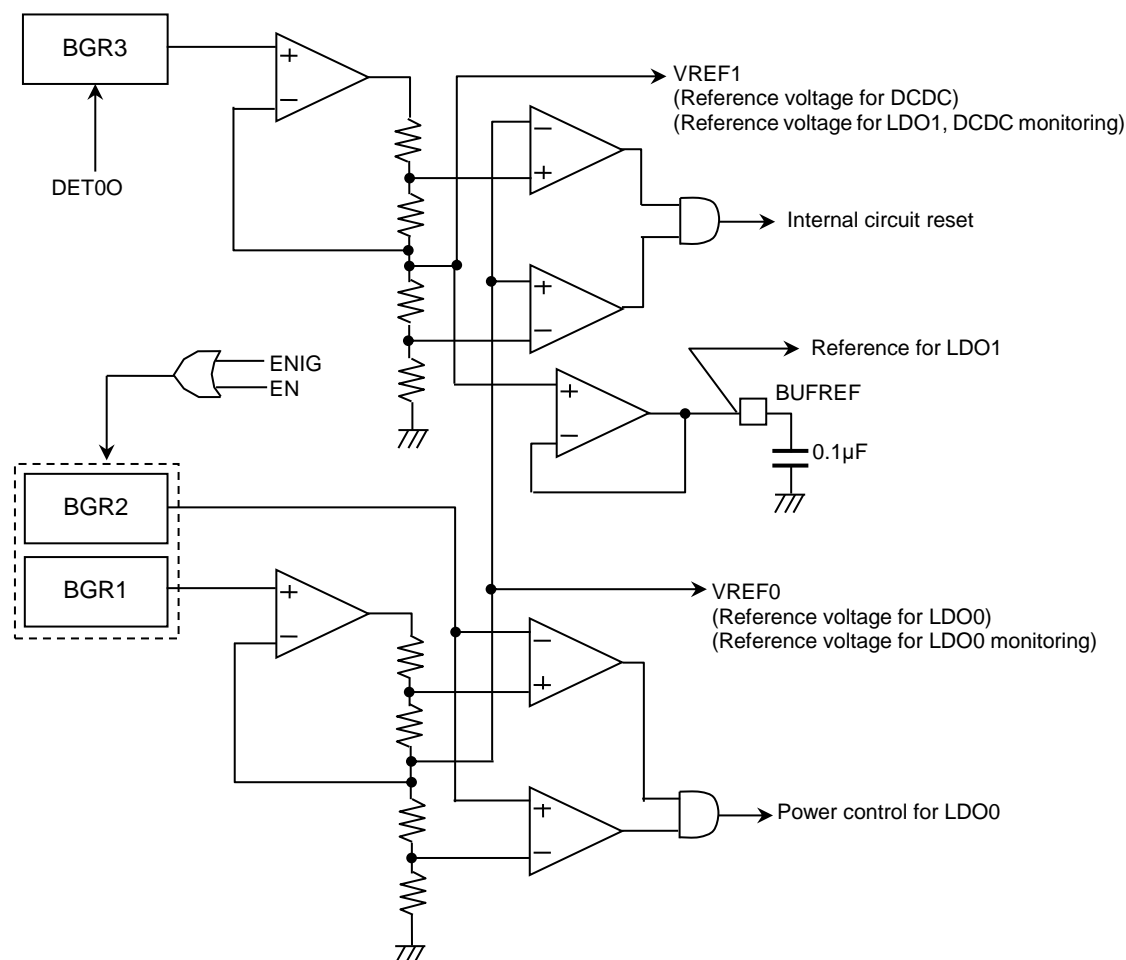 BGR3
+
−
DET0O
VREF1
(Reference voltage for DCDC)
(Reference voltage for LDO1, DCDC monitoring)
−
+
Internal circuit reset
+
−
ENIG
EN
Reference for LDO1
BUFREF
+
−
0.1µF
BGR2
BGR1
+
−
VREF0
(Reference voltage for LDO0)
(Reference voltage for LDO0 monitoring)
−
+
+
−
Power control for LDO0